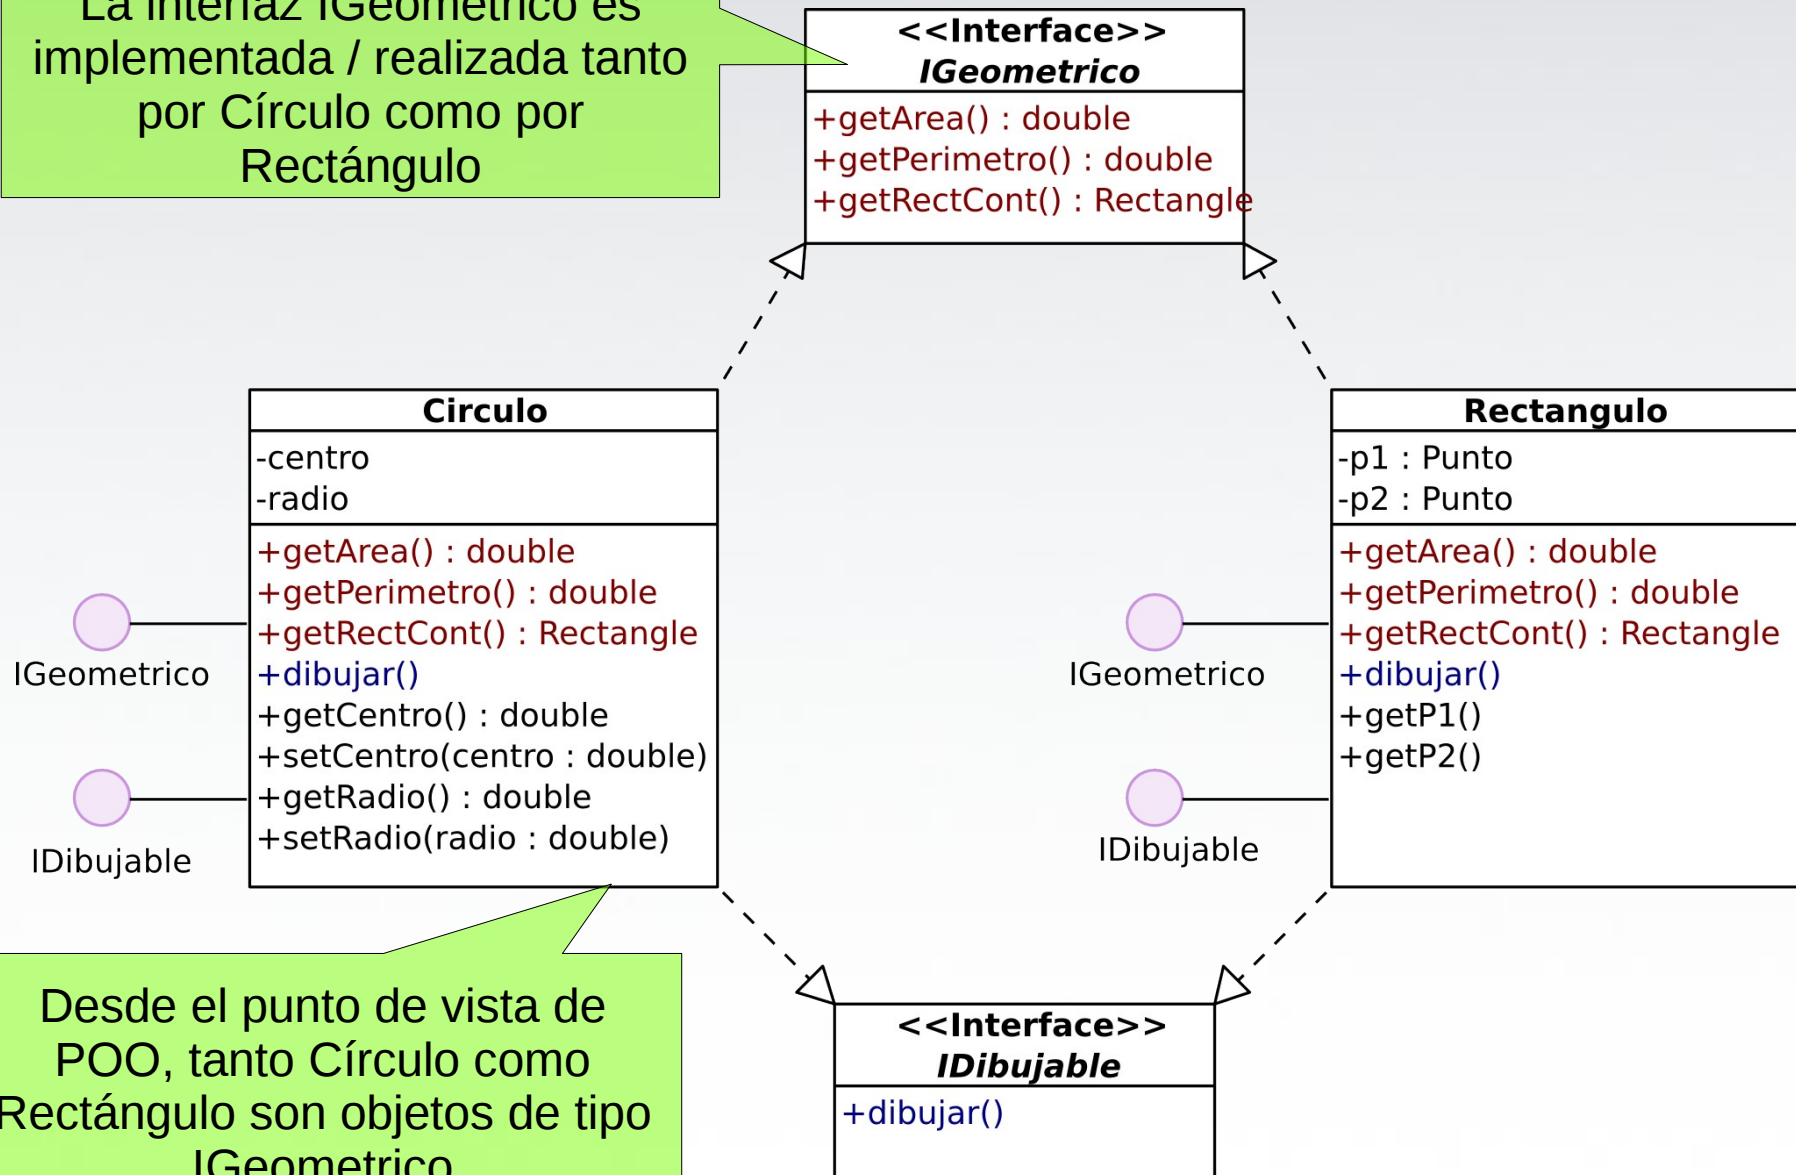 La interfaz IGeometrico es
implementada / realizada tanto
por Círculo como por
Rectángulo
<<Interface>>
IGeometrico
+getArea() : double
+getPerimetro() : double
+getRectCont() : Rectangle
Circulo
-centro
-radio
+getArea() : double
+getPerimetro() : double
+getRectCont() : Rectangle
+dibujar()
+getCentro() : double
+setCentro(centro : double)
+getRadio() : double
+setRadio(radio : double)
IGeometrico
IDibujable
Rectangulo
-p1 : Punto
-p2 : Punto
+getArea() : double
+getPerimetro() : double
+getRectCont() : Rectangle
+dibujar()
+getP1()
+getP2()
IGeometrico
IDibujable
Desde el punto de vista de
POO, tanto Círculo como
Rectángulo son objetos de tipo
IGeometrico
<<Interface>>
IDibujable
+dibujar()